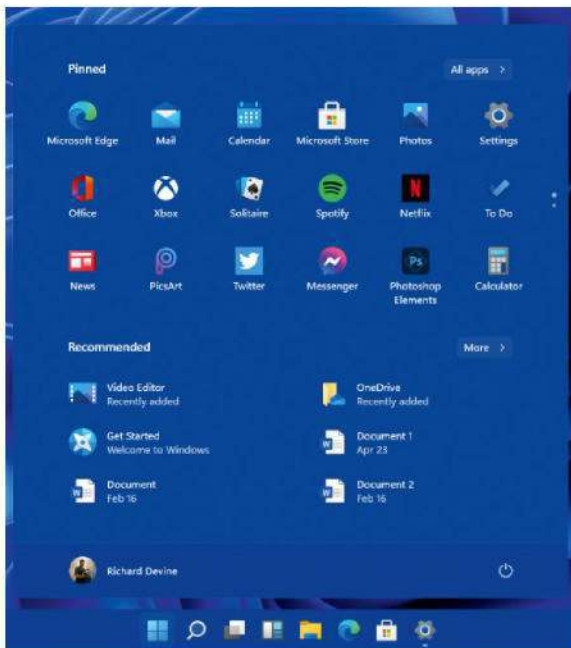 Pinned
All apps >
Microsoft Edge Mail Calendar Microsoft Store Photos Settings
Office Xbox Solitaire Spotify Netflix To Do
News PicsArt Twitter Messenger Photoshop Elements Calculator
Ps
Recommended
More >
Video Editor
Recently added
OneDrive
Recently added
Get Started
Welcome to Windows
Document 1
Apr 23
Document
Feb 16
Document 2
Feb 16
Richard Devine